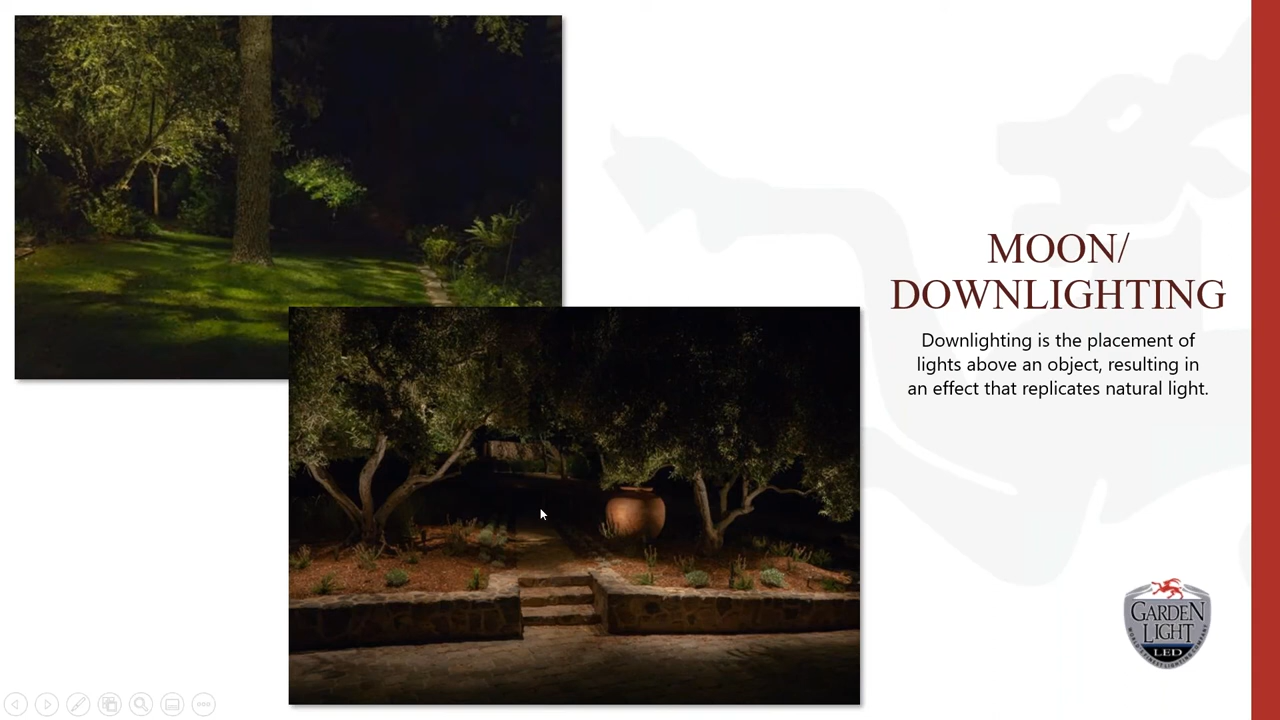 MOON/
DOWNLIGHTING
Downlighting is the placement of
lights above an object, resulting in
an effect that replicates natural light.
GARDEN
LIGHT
LED